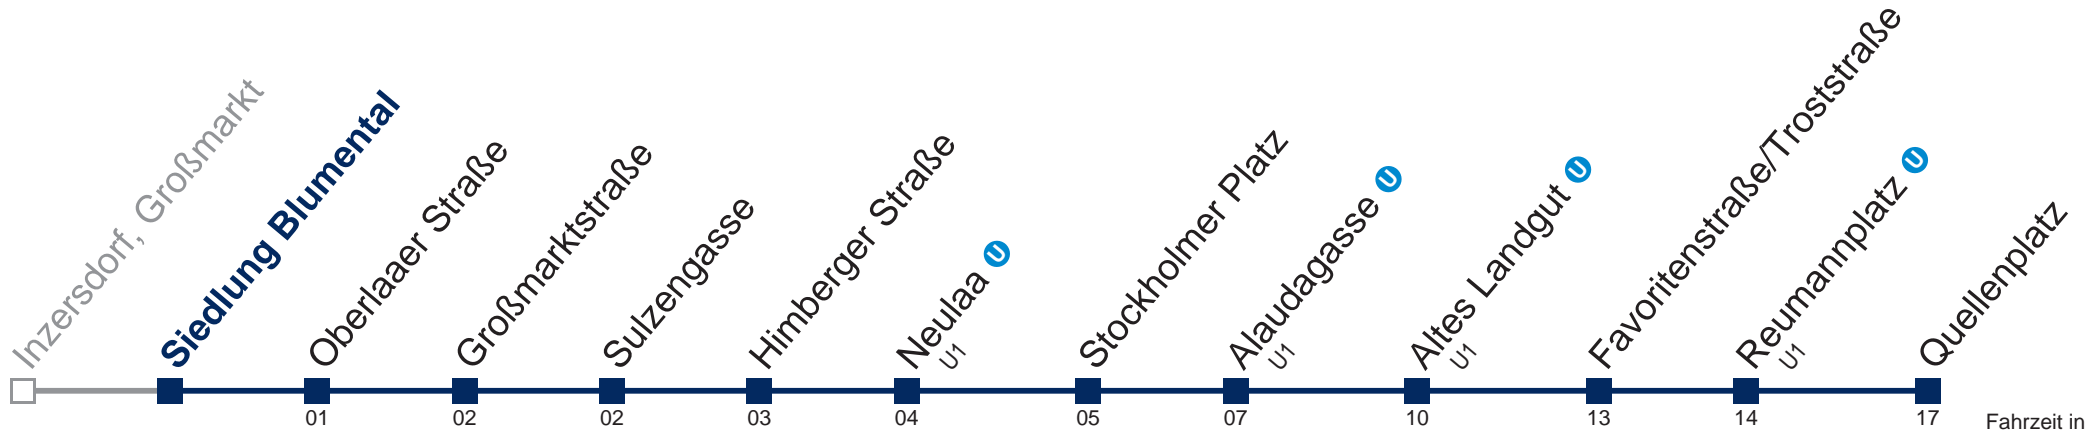 Inzersdorf, Großmarkt
Siedlung Blumental
Oberlaaer Straße
Großmarktstraße
Sulzengasse
Himberger Straße
Neulaa U
U1
Stockholmer Platz
Alaudagasse U
U1
Altes Landgut U
U1
Favoritenstraße/Troststraße
Reumannplatz U
U1
Quellenplatz
01 02 02 03 04 05 07 10 13 14 17 Fahrzeit in